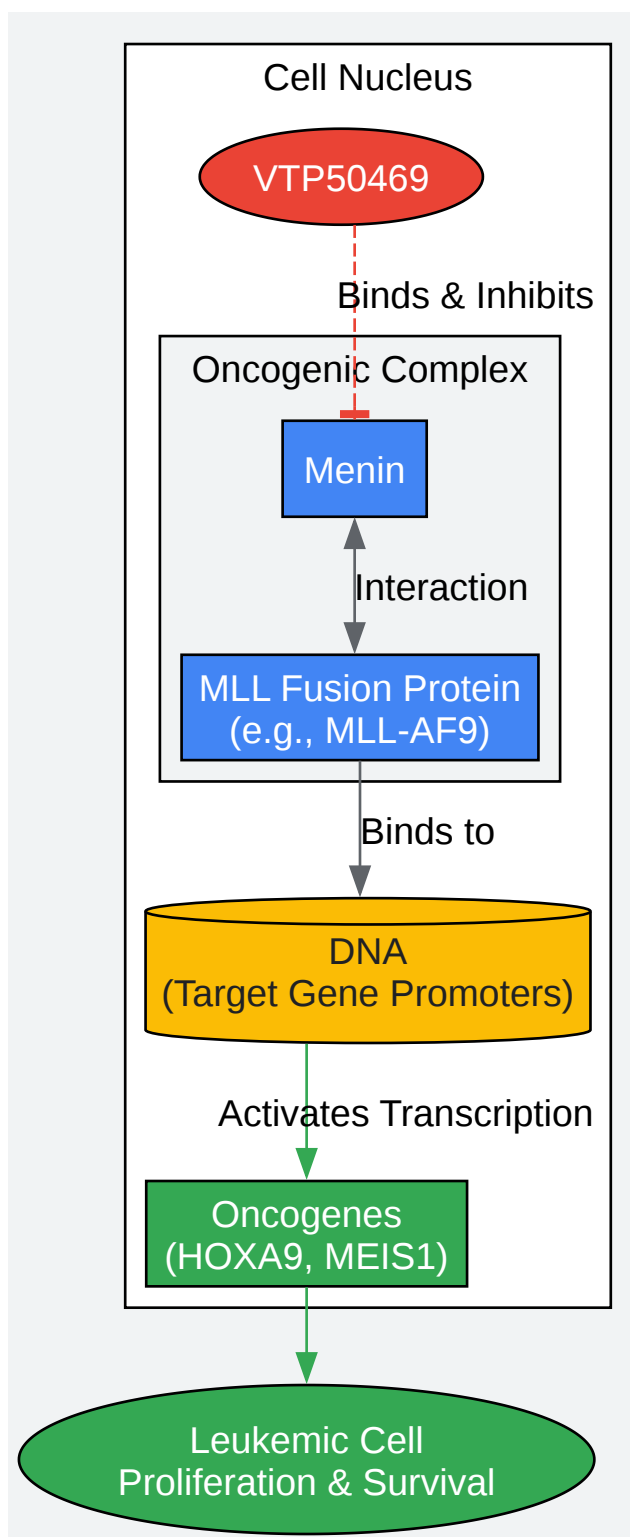 Cell Nucleus
VTP50469
Binds & Inhibits
Oncogenic Complex
Menin
Interaction
MLL Fusion Protein
(e.g., MLL-AF9)
Binds to
DNA
(Target Gene Promoters)
Activates Transcription
Oncogenes
(HOXA9, MEIS1)
Leukemic Cell
Proliferation & Survival